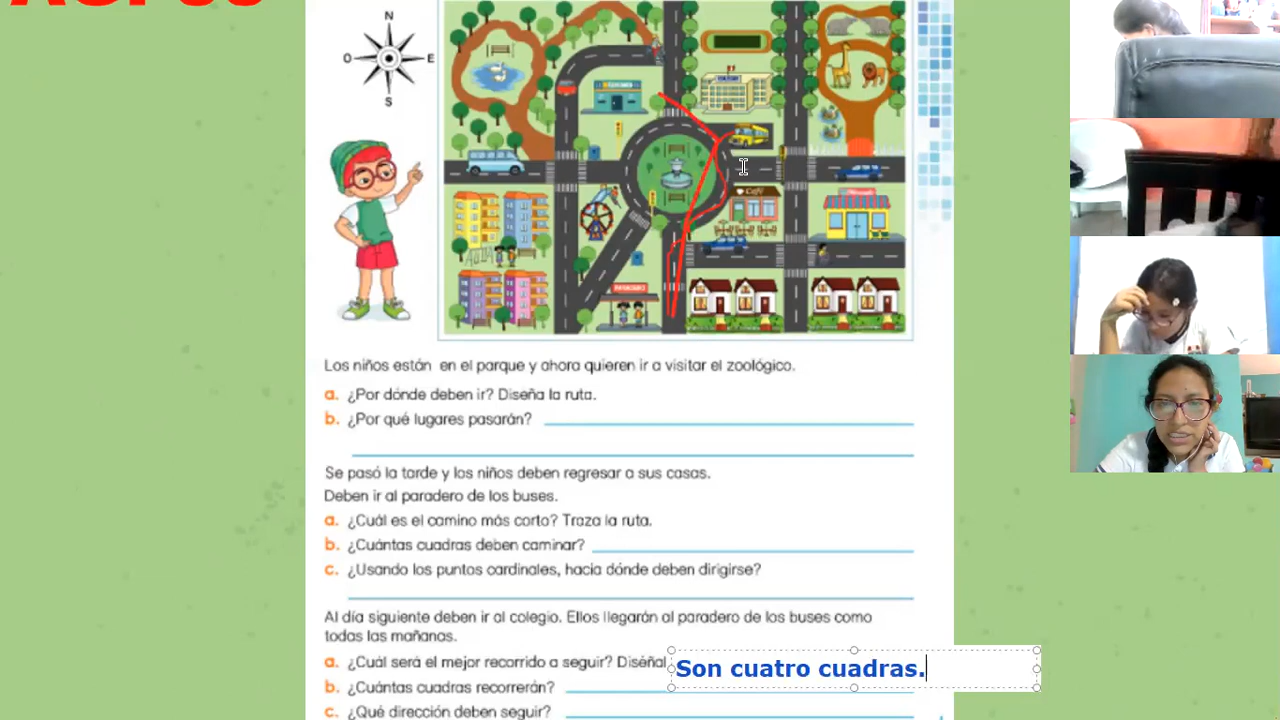 N
O
E
S
Café
Los niños están en el parque y ahora quieren ir a visitar el zoológico.
a. ¿Por dónde deben ir? Diseña la ruta.
b. ¿Por qué lugares pasarán?
Se pasó la tarde y los niños deben regresar a sus casas.
Deben ir al paradero de los buses.
a. ¿Cuál es el camino más corto? Traza la ruta.
b. ¿Cuántas cuadras deben caminar?
c. ¿Usando los puntos cardinales, hacia dónde deben dirigirse?
Al día siguiente deben ir al colegio. Ellos llegarán al paradero de los buses como
todas las mañanas.
a. ¿Cuál será el mejor recorrido a seguir? Diséñal
Son cuatro cuadras.
b. ¿Cuántas cuadras recorrerán?
c. ¿Qué dirección deben seguir?